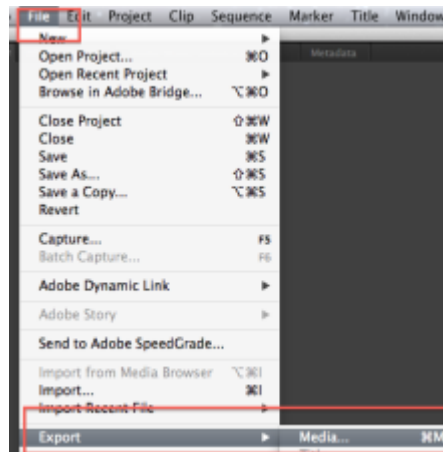 File Edit Project Clip Sequence Marker Title Window
New
Open Project... ⌘O
Metadata
Open Recent Project
Browse in Adobe Bridge... ⌥⌘O
Close Project ⇧⌘W
Close ⌘W
Save ⌘S
Save As... ⇧⌘S
Save a Copy... ⌥⌘S
Revert
Capture... F5
Batch Capture... F6
Adobe Dynamic Link
Adobe Story
Send to Adobe SpeedGrade...
Import from Media Browser ⌥⌘I
Import... ⌘I
Import Recent File
Export Media... ⌘M